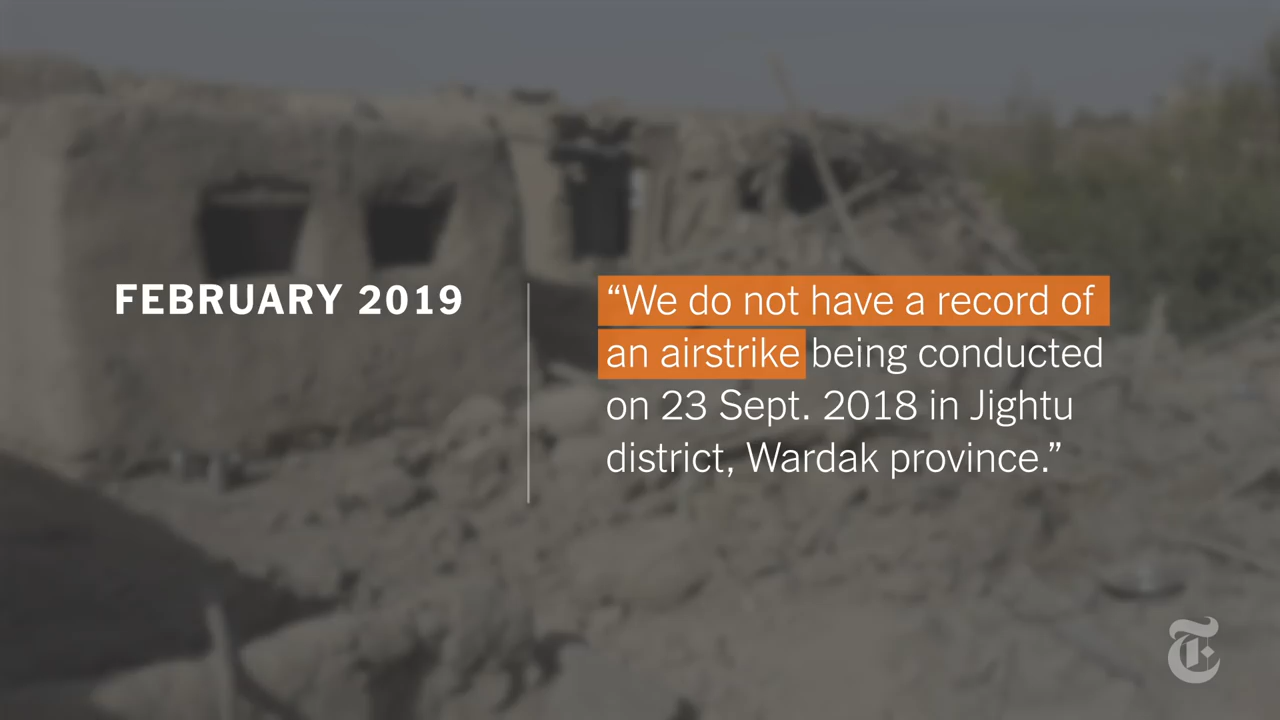 FEBRUARY 2019
“We do not have a record of
an airstrike being conducted
on 23 Sept. 2018 in Jightu
district, Wardak province.”